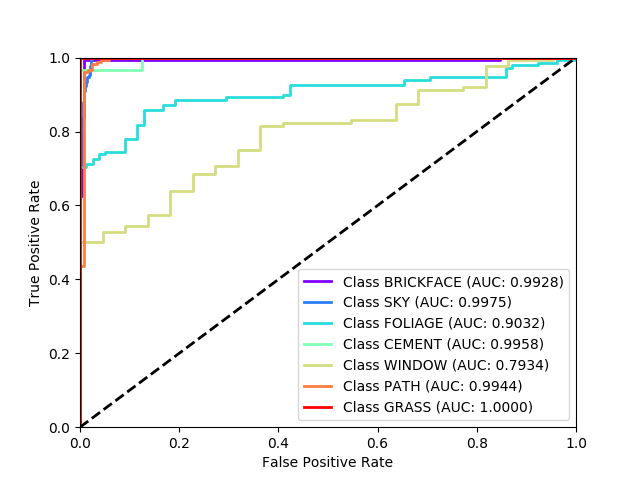 1.0
0.8
0.6
0.4
0.2
0.0
True Positive Rate
Class BRICKFACE (AUC: 0.9928)
Class SKY (AUC: 0.9975)
Class FOLIAGE (AUC: 0.9032)
Class CEMENT (AUC: 0.9958)
Class WINDOW (AUC: 0.7934)
Class PATH (AUC: 0.9944)
Class GRASS (AUC: 1.0000)
0.0 0.2 0.4 0.6 0.8 1.0
False Positive Rate